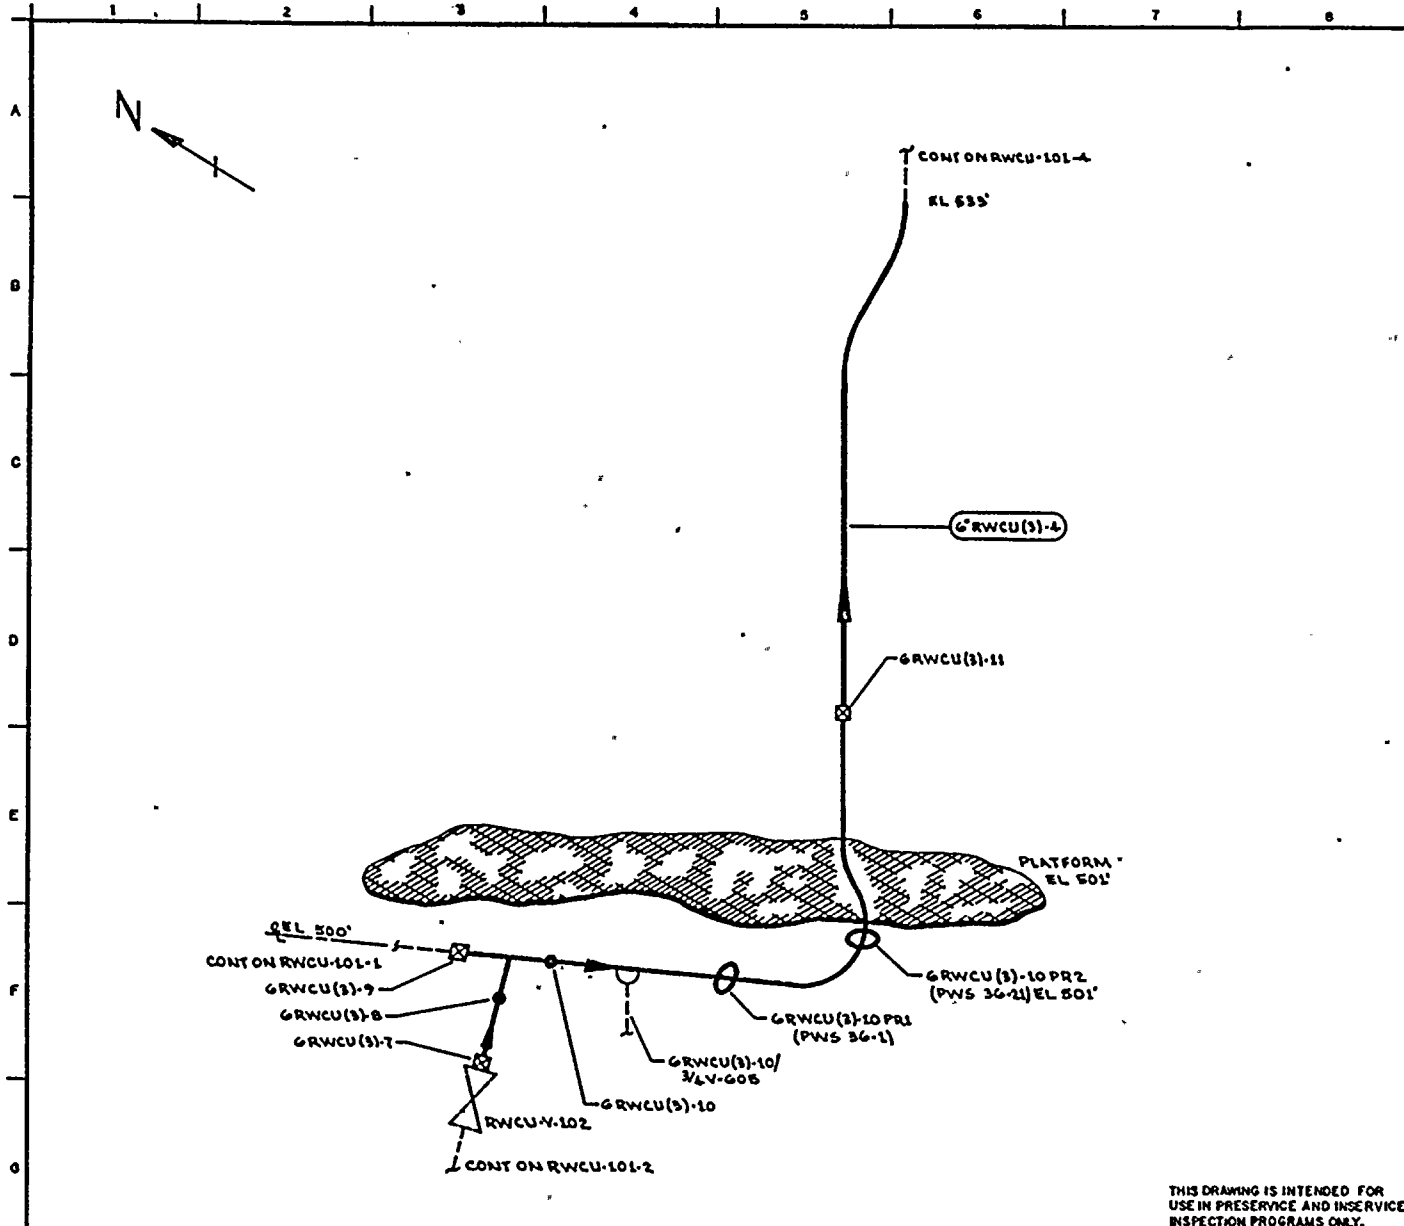 1 2 3 4 5 6 7 8
A
N
CONT ON RWCU-101-4
EL 533'
B
C
6"RWCU(3)-4
D
6RWCU(3)-11
E
PLATFORM
EL 501'
℄ EL 500'
CONT ON RWCU-101-1
F
6RWCU(3)-9
6RWCU(3)-8
6RWCU(3)-7
6RWCU(3)-10PR2
(PWS 36-21) EL 501'
6RWCU(3)-10PR1
(PWS 36-1)
6RWCU(3)-10/
3/4V-605
6RWCU(3)-10
RWCU-V-102
G
CONT ON RWCU-101-2
THIS DRAWING IS INTENDED FOR
USE IN PRESERVICE AND INSERVICE
INSPECTION PROGRAMS ONLY.